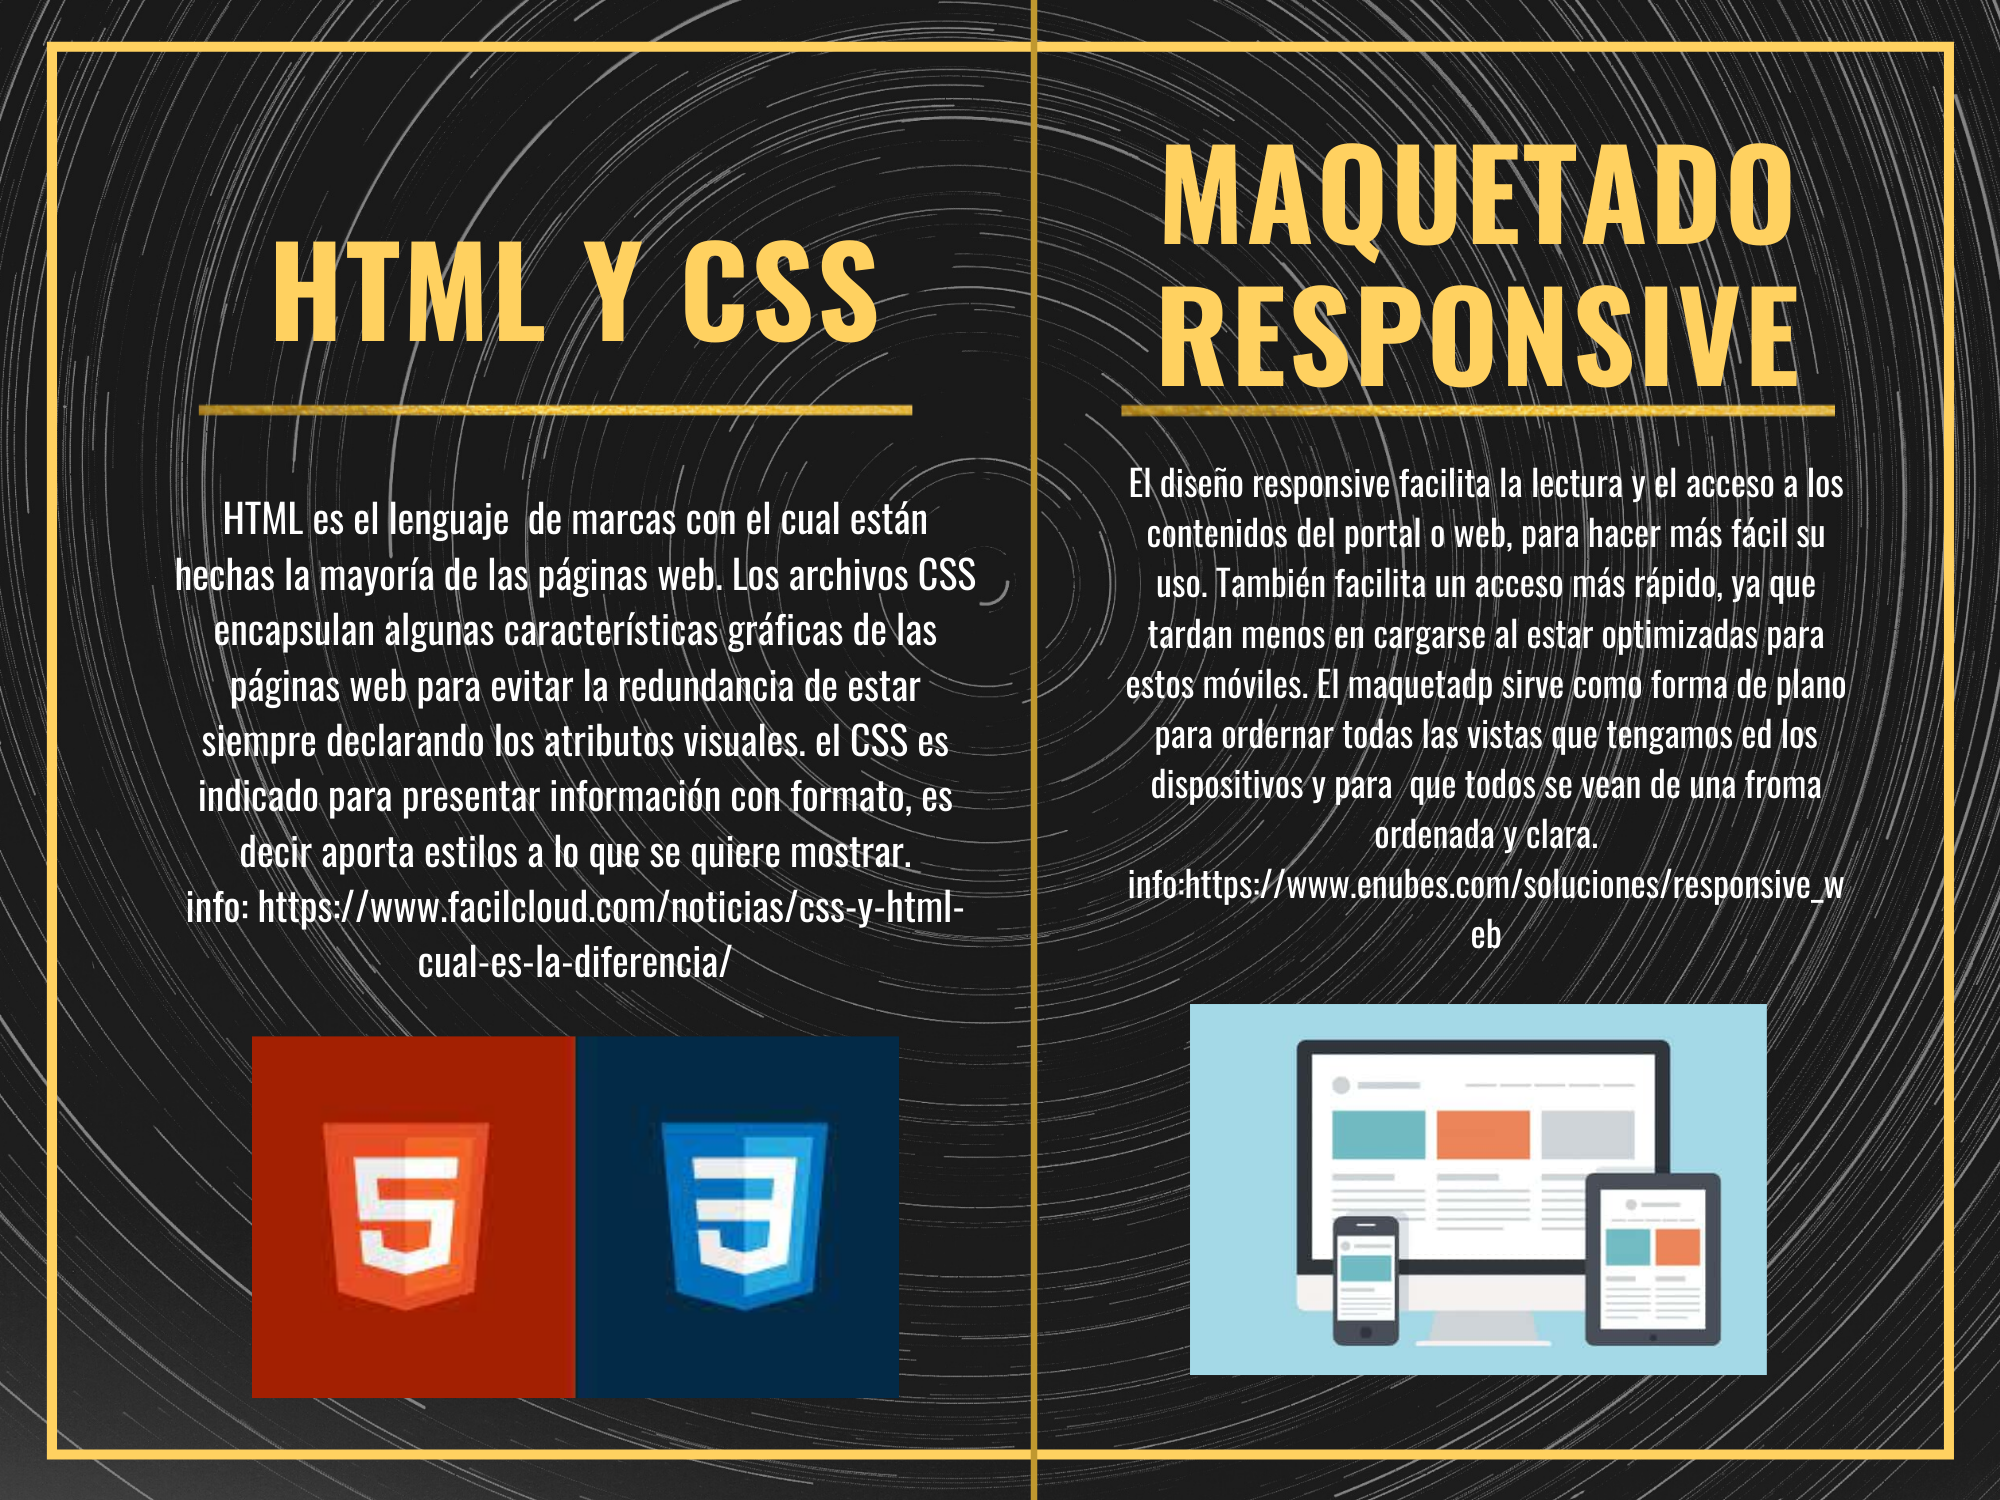 HTML Y CSS
HTML es el lenguaje  de marcas con el cual están
hechas la mayoría de las páginas web. Los archivos CSS
encapsulan algunas características gráficas de las
páginas web para evitar la redundancia de estar
siempre declarando los atributos visuales. el CSS es
indicado para presentar información con formato, es
decir aporta estilos a lo que se quiere mostrar.
info: https://www.facilcloud.com/noticias/css-y-html-
cual-es-la-diferencia/
5
3
MAQUETADO
RESPONSIVE
El diseño responsive facilita la lectura y el acceso a los
contenidos del portal o web, para hacer más fácil su
uso. También facilita un acceso más rápido, ya que
tardan menos en cargarse al estar optimizadas para
estos móviles. El maquetadp sirve como forma de plano
para ordernar todas las vistas que tengamos ed los
dispositivos y para  que todos se vean de una froma
ordenada y clara.
info:https://www.enubes.com/soluciones/responsive_w
eb